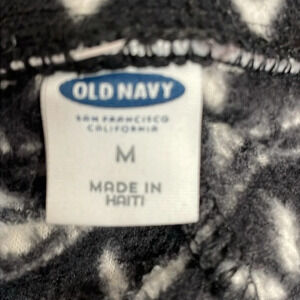 OLD NAVY
SAN FRANCISCO
CALIFORNIA
M
MADE IN
HAITI